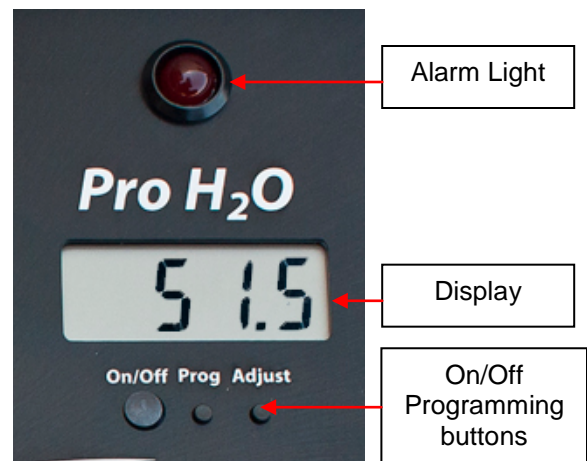 Alarm Light
Pro H₂O
51.5
Display
On/Off Prog Adjust
On/Off
Programming
buttons